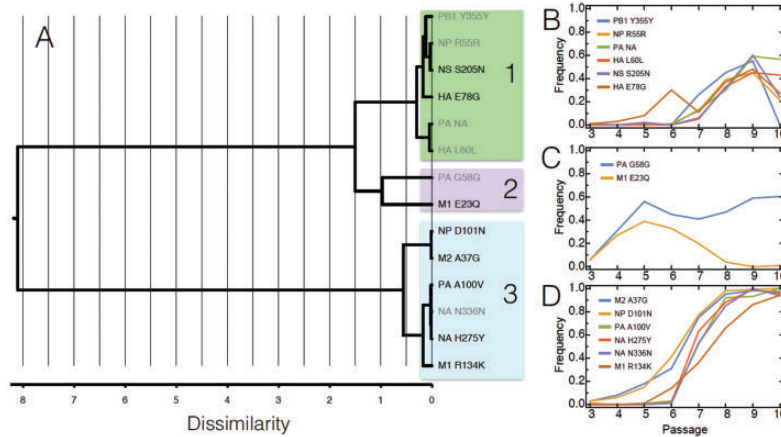 A
PB1 Y355Y
NP R55R
NS S205N
HA E78G
PA NA
HA L60L
1
PA G58G
M1 E23Q
2
NP D101N
M2 A37G
PA A100V
NA N336N
NA H275Y
M1 R134K
3
8 7 6 5 4 3 2 1 0
Dissimilarity
B
Frequency
1.0
0.8
0.6
0.4
0.2
0.0
PB1 Y355Y
NP R55R
PA NA
HA L60L
NS S205N
HA E78G
3 4 5 6 7 8 9 10
C
Frequency
1.0
0.8
0.6
0.4
0.2
0.0
PA G58G
M1 E23Q
3 4 5 6 7 8 9 10
D
Frequency
1.0
0.8
0.6
0.4
0.2
0.0
M2 A37G
NP D101N
PA A100V
NA H275Y
NA N336N
M1 R134K
3 4 5 6 7 8 9 10
Passage